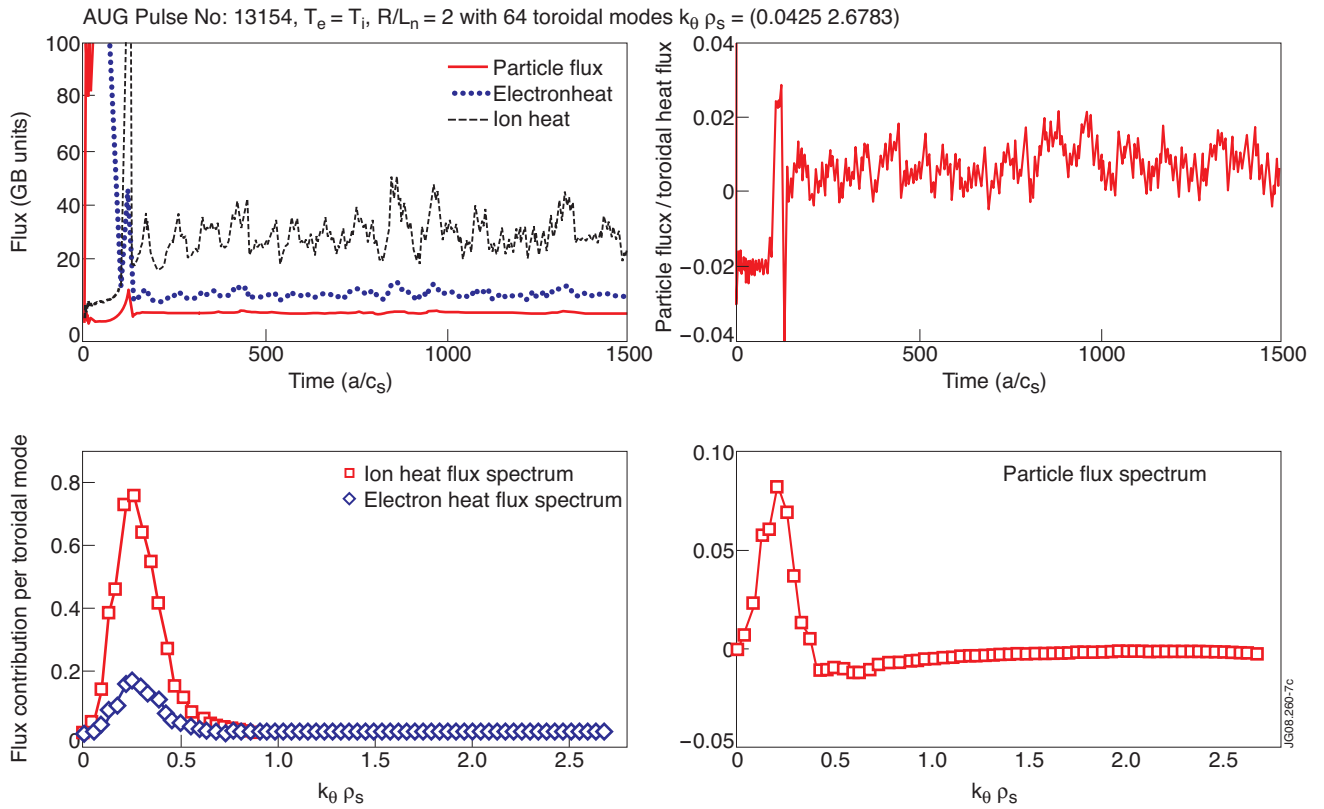 AUG Pulse No: 13154, T_e = T_i, R/L_n = 2 with 64 toroidal modes k_θ ρ_s = (0.0425 2.6783)
Flux (GB units)
100
80
60
40
20
0
Particle flux
Electronheat
Ion heat
0
500
1000
1500
Time (a/c_s)
Particle flucx / toroidal heat flux
0.04
0.02
0
−0.02
−0.04
0
500
1000
1500
Time (a/c_s)
Flux contribution per toroidal mode
0.8
0.6
0.4
0.2
0
Ion heat flux spectrum
Electron heat flux spectrum
0
0.5
1.0
1.5
2.0
2.5
k_θ ρ_s
0.10
0.05
0
−0.05
Particle flux spectrum
0
0.5
1.0
1.5
2.0
2.5
k_θ ρ_s
JG08.260-7c